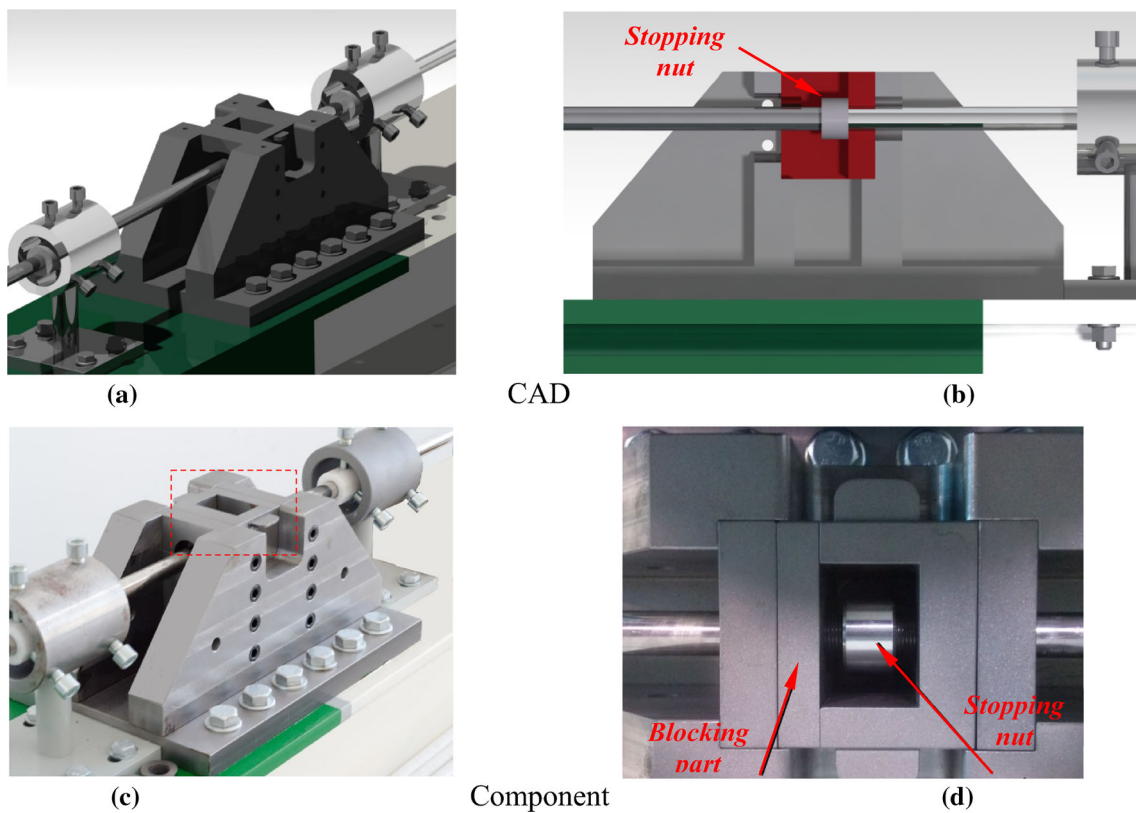 Stopping
nut
(a)
CAD
(b)
Blocking
part
Stopping
nut
(c)
Component
(d)